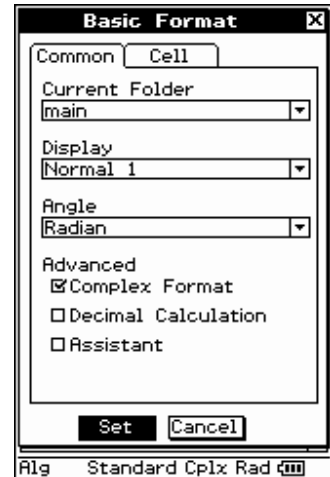 Basic Format X
Common Cell
Current Folder
main
Display
Normal 1
Angle
Radian
Advanced
Complex Format
Decimal Calculation
Assistant
Set Cancel
Alg Standard Cplx Rad